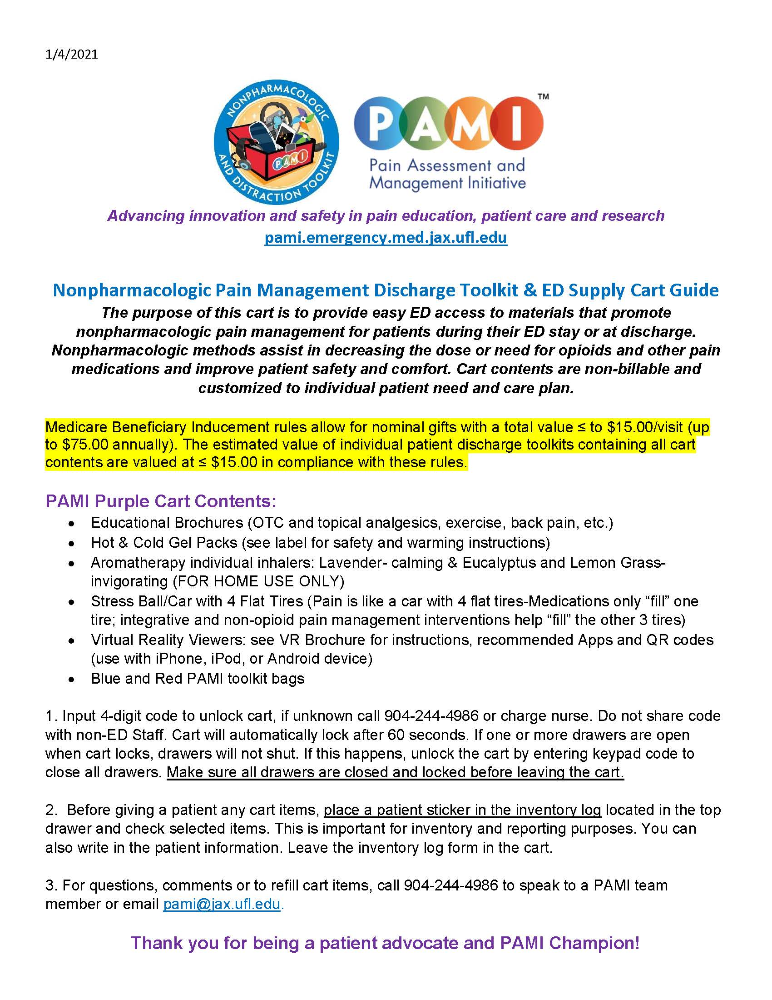 1/4/2021
NONPHARMACOLOGIC
AND DISTRACTION TOOLKIT
PAMI
PAMI™
Pain Assessment and
Management Initiative
Advancing innovation and safety in pain education, patient care and research
pami.emergency.med.jax.ufl.edu
Nonpharmacologic Pain Management Discharge Toolkit & ED Supply Cart Guide
The purpose of this cart is to provide easy ED access to materials that promote
nonpharmacologic pain management for patients during their ED stay or at discharge.
Nonpharmacologic methods assist in decreasing the dose or need for opioids and other pain
medications and improve patient safety and comfort. Cart contents are non-billable and
customized to individual patient need and care plan.
Medicare Beneficiary Inducement rules allow for nominal gifts with a total value ≤ to $15.00/visit (up
to $75.00 annually). The estimated value of individual patient discharge toolkits containing all cart
contents are valued at ≤ $15.00 in compliance with these rules.
PAMI Purple Cart Contents:
• Educational Brochures (OTC and topical analgesics, exercise, back pain, etc.)
• Hot & Cold Gel Packs (see label for safety and warming instructions)
• Aromatherapy individual inhalers: Lavender- calming & Eucalyptus and Lemon Grass-
invigorating (FOR HOME USE ONLY)
• Stress Ball/Car with 4 Flat Tires (Pain is like a car with 4 flat tires-Medications only “fill” one
tire; integrative and non-opioid pain management interventions help “fill” the other 3 tires)
• Virtual Reality Viewers: see VR Brochure for instructions, recommended Apps and QR codes
(use with iPhone, iPod, or Android device)
• Blue and Red PAMI toolkit bags
1. Input 4-digit code to unlock cart, if unknown call 904-244-4986 or charge nurse. Do not share code
with non-ED Staff. Cart will automatically lock after 60 seconds. If one or more drawers are open
when cart locks, drawers will not shut. If this happens, unlock the cart by entering keypad code to
close all drawers. Make sure all drawers are closed and locked before leaving the cart.
2. Before giving a patient any cart items, place a patient sticker in the inventory log located in the top
drawer and check selected items. This is important for inventory and reporting purposes. You can
also write in the patient information. Leave the inventory log form in the cart.
3. For questions, comments or to refill cart items, call 904-244-4986 to speak to a PAMI team
member or email pami@jax.ufl.edu.
Thank you for being a patient advocate and PAMI Champion!